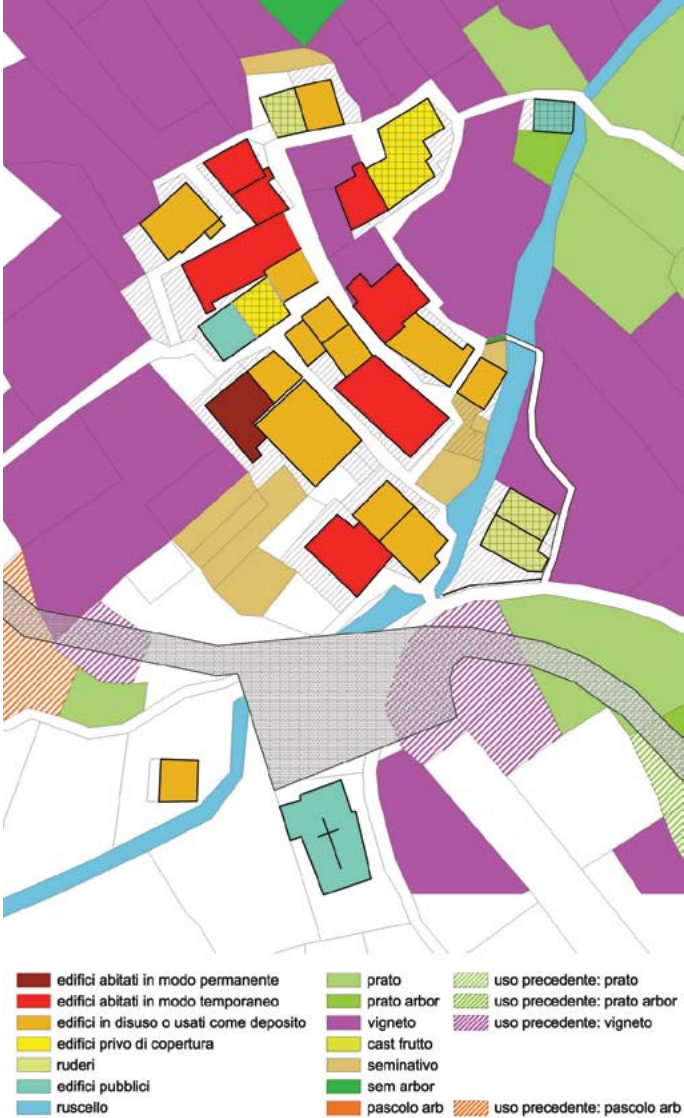 edifici abitati in modo permanente
edifici abitati in modo temporaneo
edifici in disuso o usati come deposito
edifici privo di copertura
ruderi
edifici pubblici
ruscello
prato
prato arbor
vigneto
cast frutto
seminativo
sem arbor
pascolo arb
uso precedente: prato
uso precedente: prato arbor
uso precedente: vigneto
uso precedente: pascolo arb